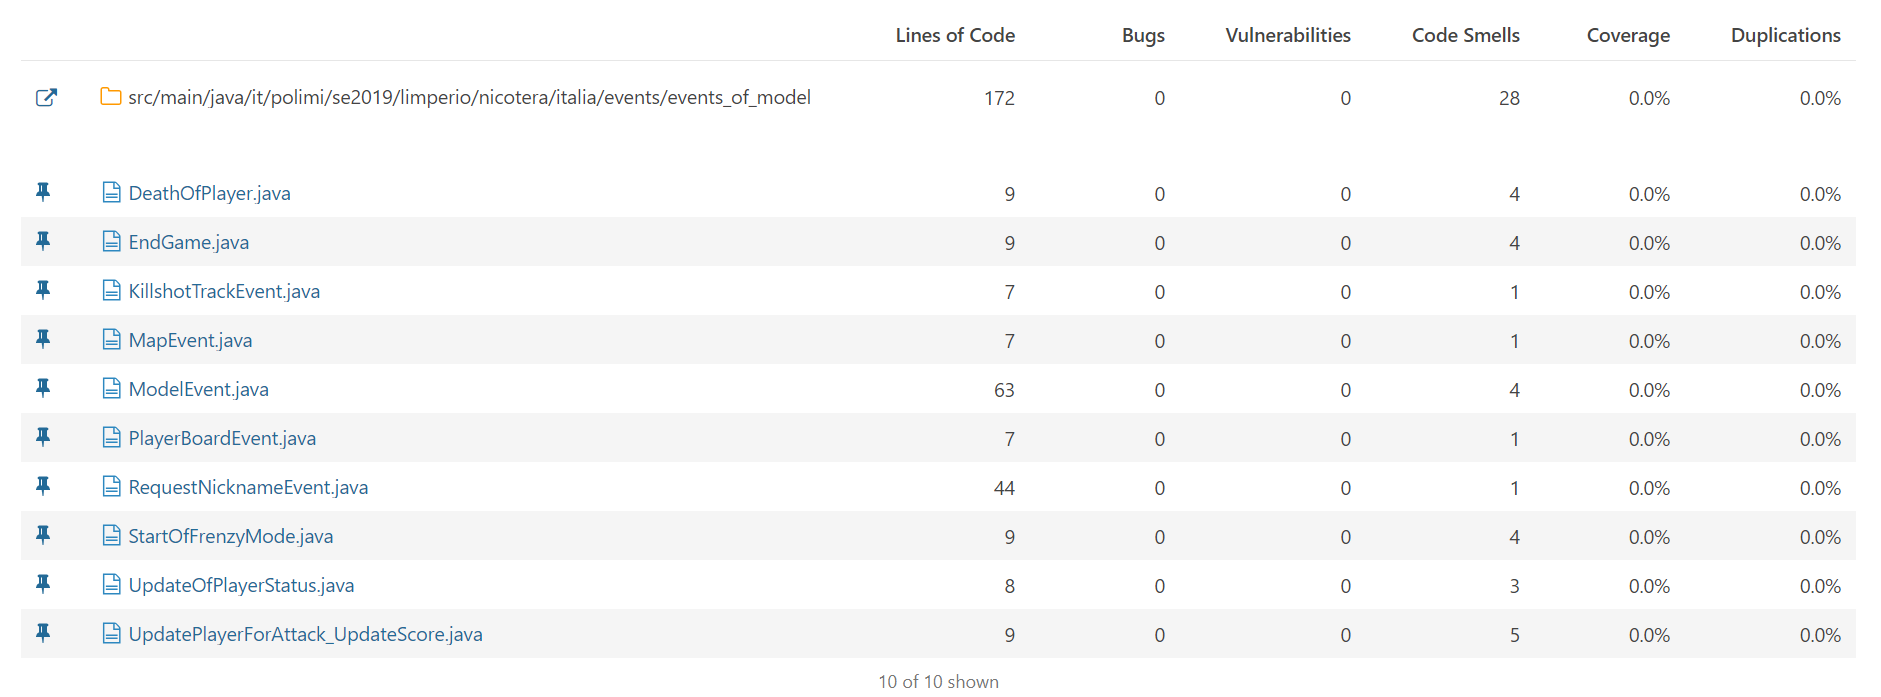 Lines of Code Bugs Vulnerabilities Code Smells Coverage Duplications
src/main/java/it/polimi/se2019/limperio/nicotera/italia/events/events_of_model 172 0 0 28 0.0% 0.0%
DeathOfPlayer.java 9 0 0 4 0.0% 0.0%
EndGame.java 9 0 0 4 0.0% 0.0%
KillshotTrackEvent.java 7 0 0 1 0.0% 0.0%
MapEvent.java 7 0 0 1 0.0% 0.0%
ModelEvent.java 63 0 0 4 0.0% 0.0%
PlayerBoardEvent.java 7 0 0 1 0.0% 0.0%
RequestNicknameEvent.java 44 0 0 1 0.0% 0.0%
StartOfFrenzyMode.java 9 0 0 4 0.0% 0.0%
UpdateOfPlayerStatus.java 8 0 0 3 0.0% 0.0%
UpdatePlayerForAttack_UpdateScore.java 9 0 0 5 0.0% 0.0%
10 of 10 shown